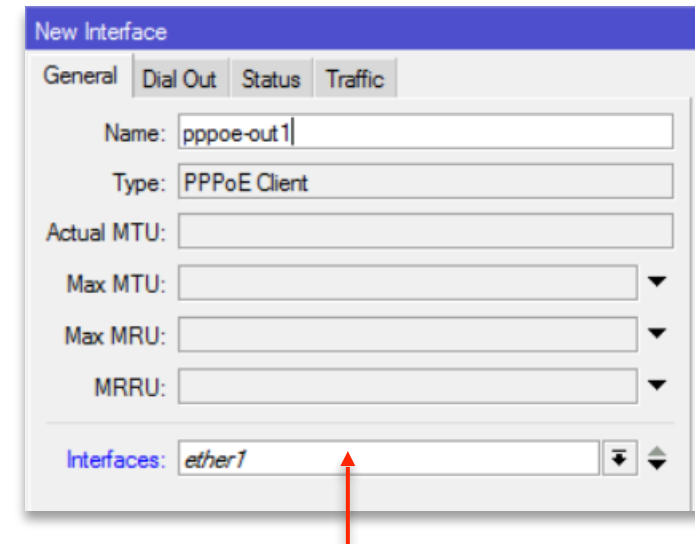 New Interface
General Dial Out Status Traffic
Name: pppoe-out1
Type: PPPoE Client
Actual MTU:
Max MTU:
Max MRU:
MRRU:
Interfaces: ether1